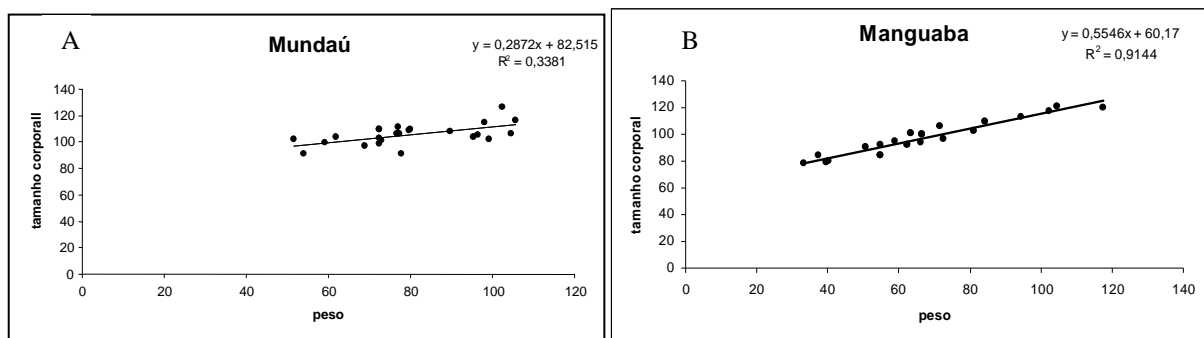 A
Mundaú
y = 0,2872x + 82,515
R² = 0,3381
tamanho corporall
140
120
100
80
60
40
20
0
0 20 40 60 80 100 120
peso
B
Manguaba
y = 0,5546x + 60,17
R² = 0,9144
tamanho corporal
140
120
100
80
60
40
20
0
0 20 40 60 80 100 120 140
peso